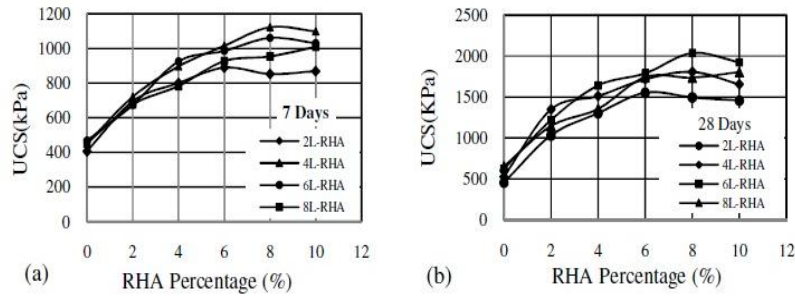 1200
1000
800
600
400
200
0
UCS(kPa)
7 Days
2L-RHA
4L-RHA
6L-RHA
8L-RHA
0 2 4 6 8 10 12
(a) RHA Percentage (%)
2500
2000
1500
1000
500
0
UCS(KPa)
28 Days
2L-RHA
4L-RHA
6L-RHA
8L-RHA
0 2 4 6 8 10 12
(b) RHA Percentage (%)